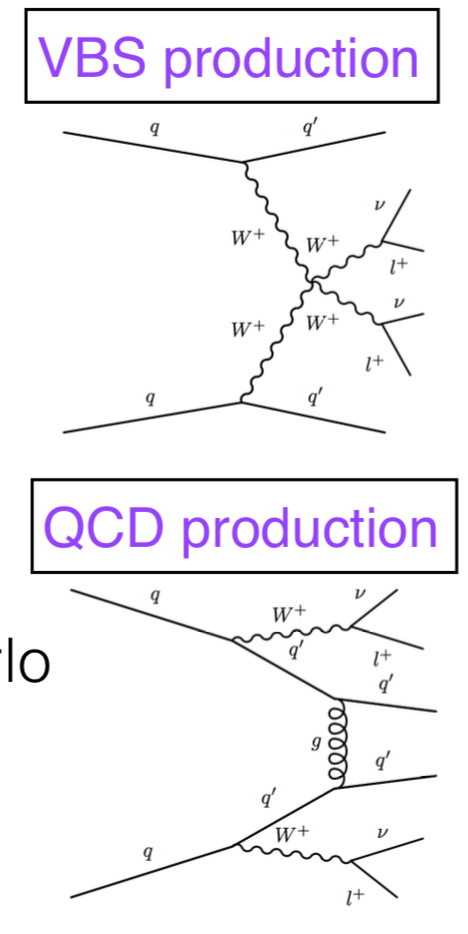 VBS production
q
q′
ν
W⁺
W⁺
l⁺
ν
W⁺
W⁺
l⁺
q
q′
QCD production
q
ν
W⁺
q′
l⁺
rlo
q′
g
q′
q′
W⁺
ν
q
l⁺